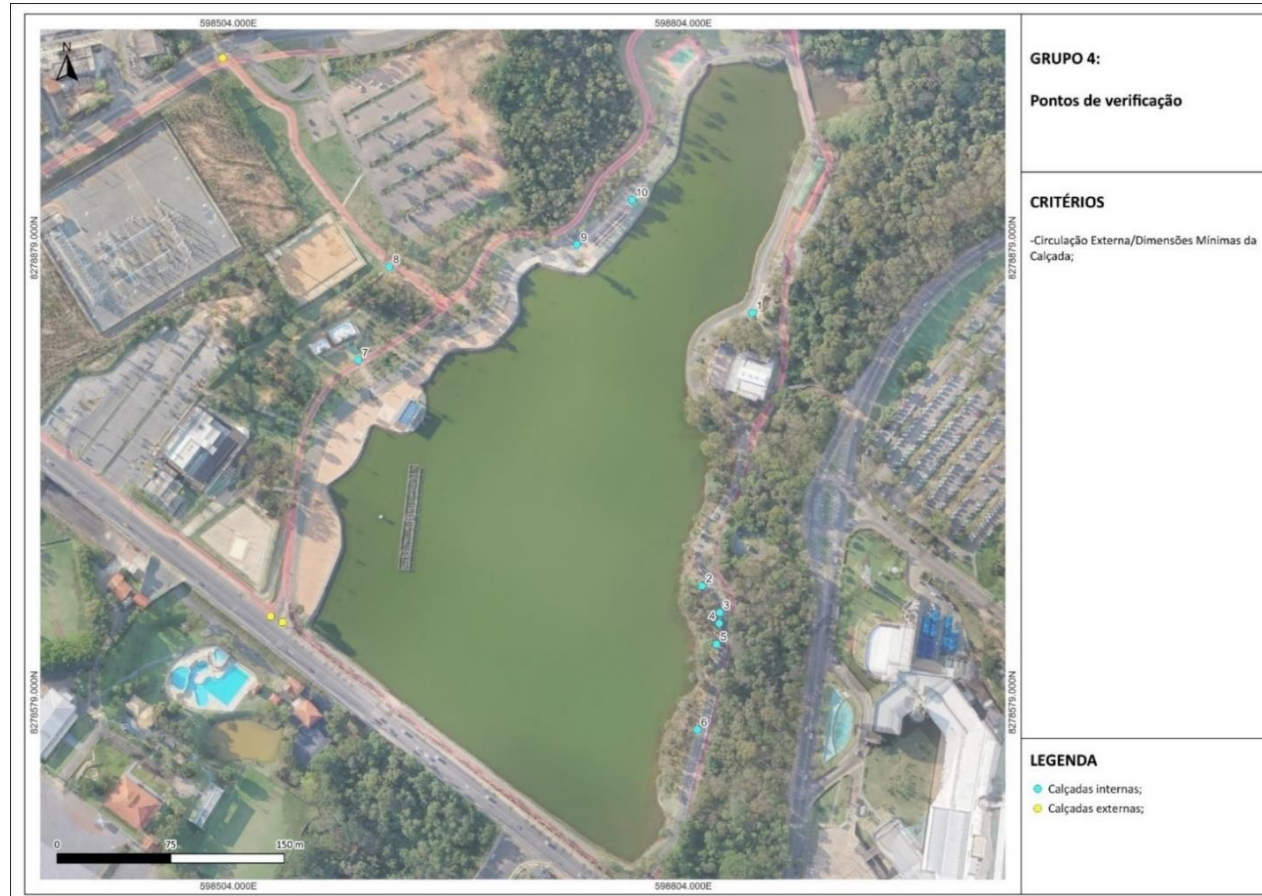 598504.000E
598804.000E
N
8278879.000N
8278879.000N
10
9
8
1
7
2
3
4
5
6
8278579.000N
8278579.000N
0
75
150 m
598504.000E
598804.000E
GRUPO 4:
Pontos de verificação
CRITÉRIOS
-Circulação Externa/Dimensões Mínimas da
Calçada;
LEGENDA
Calçadas internas;
Calçadas externas;